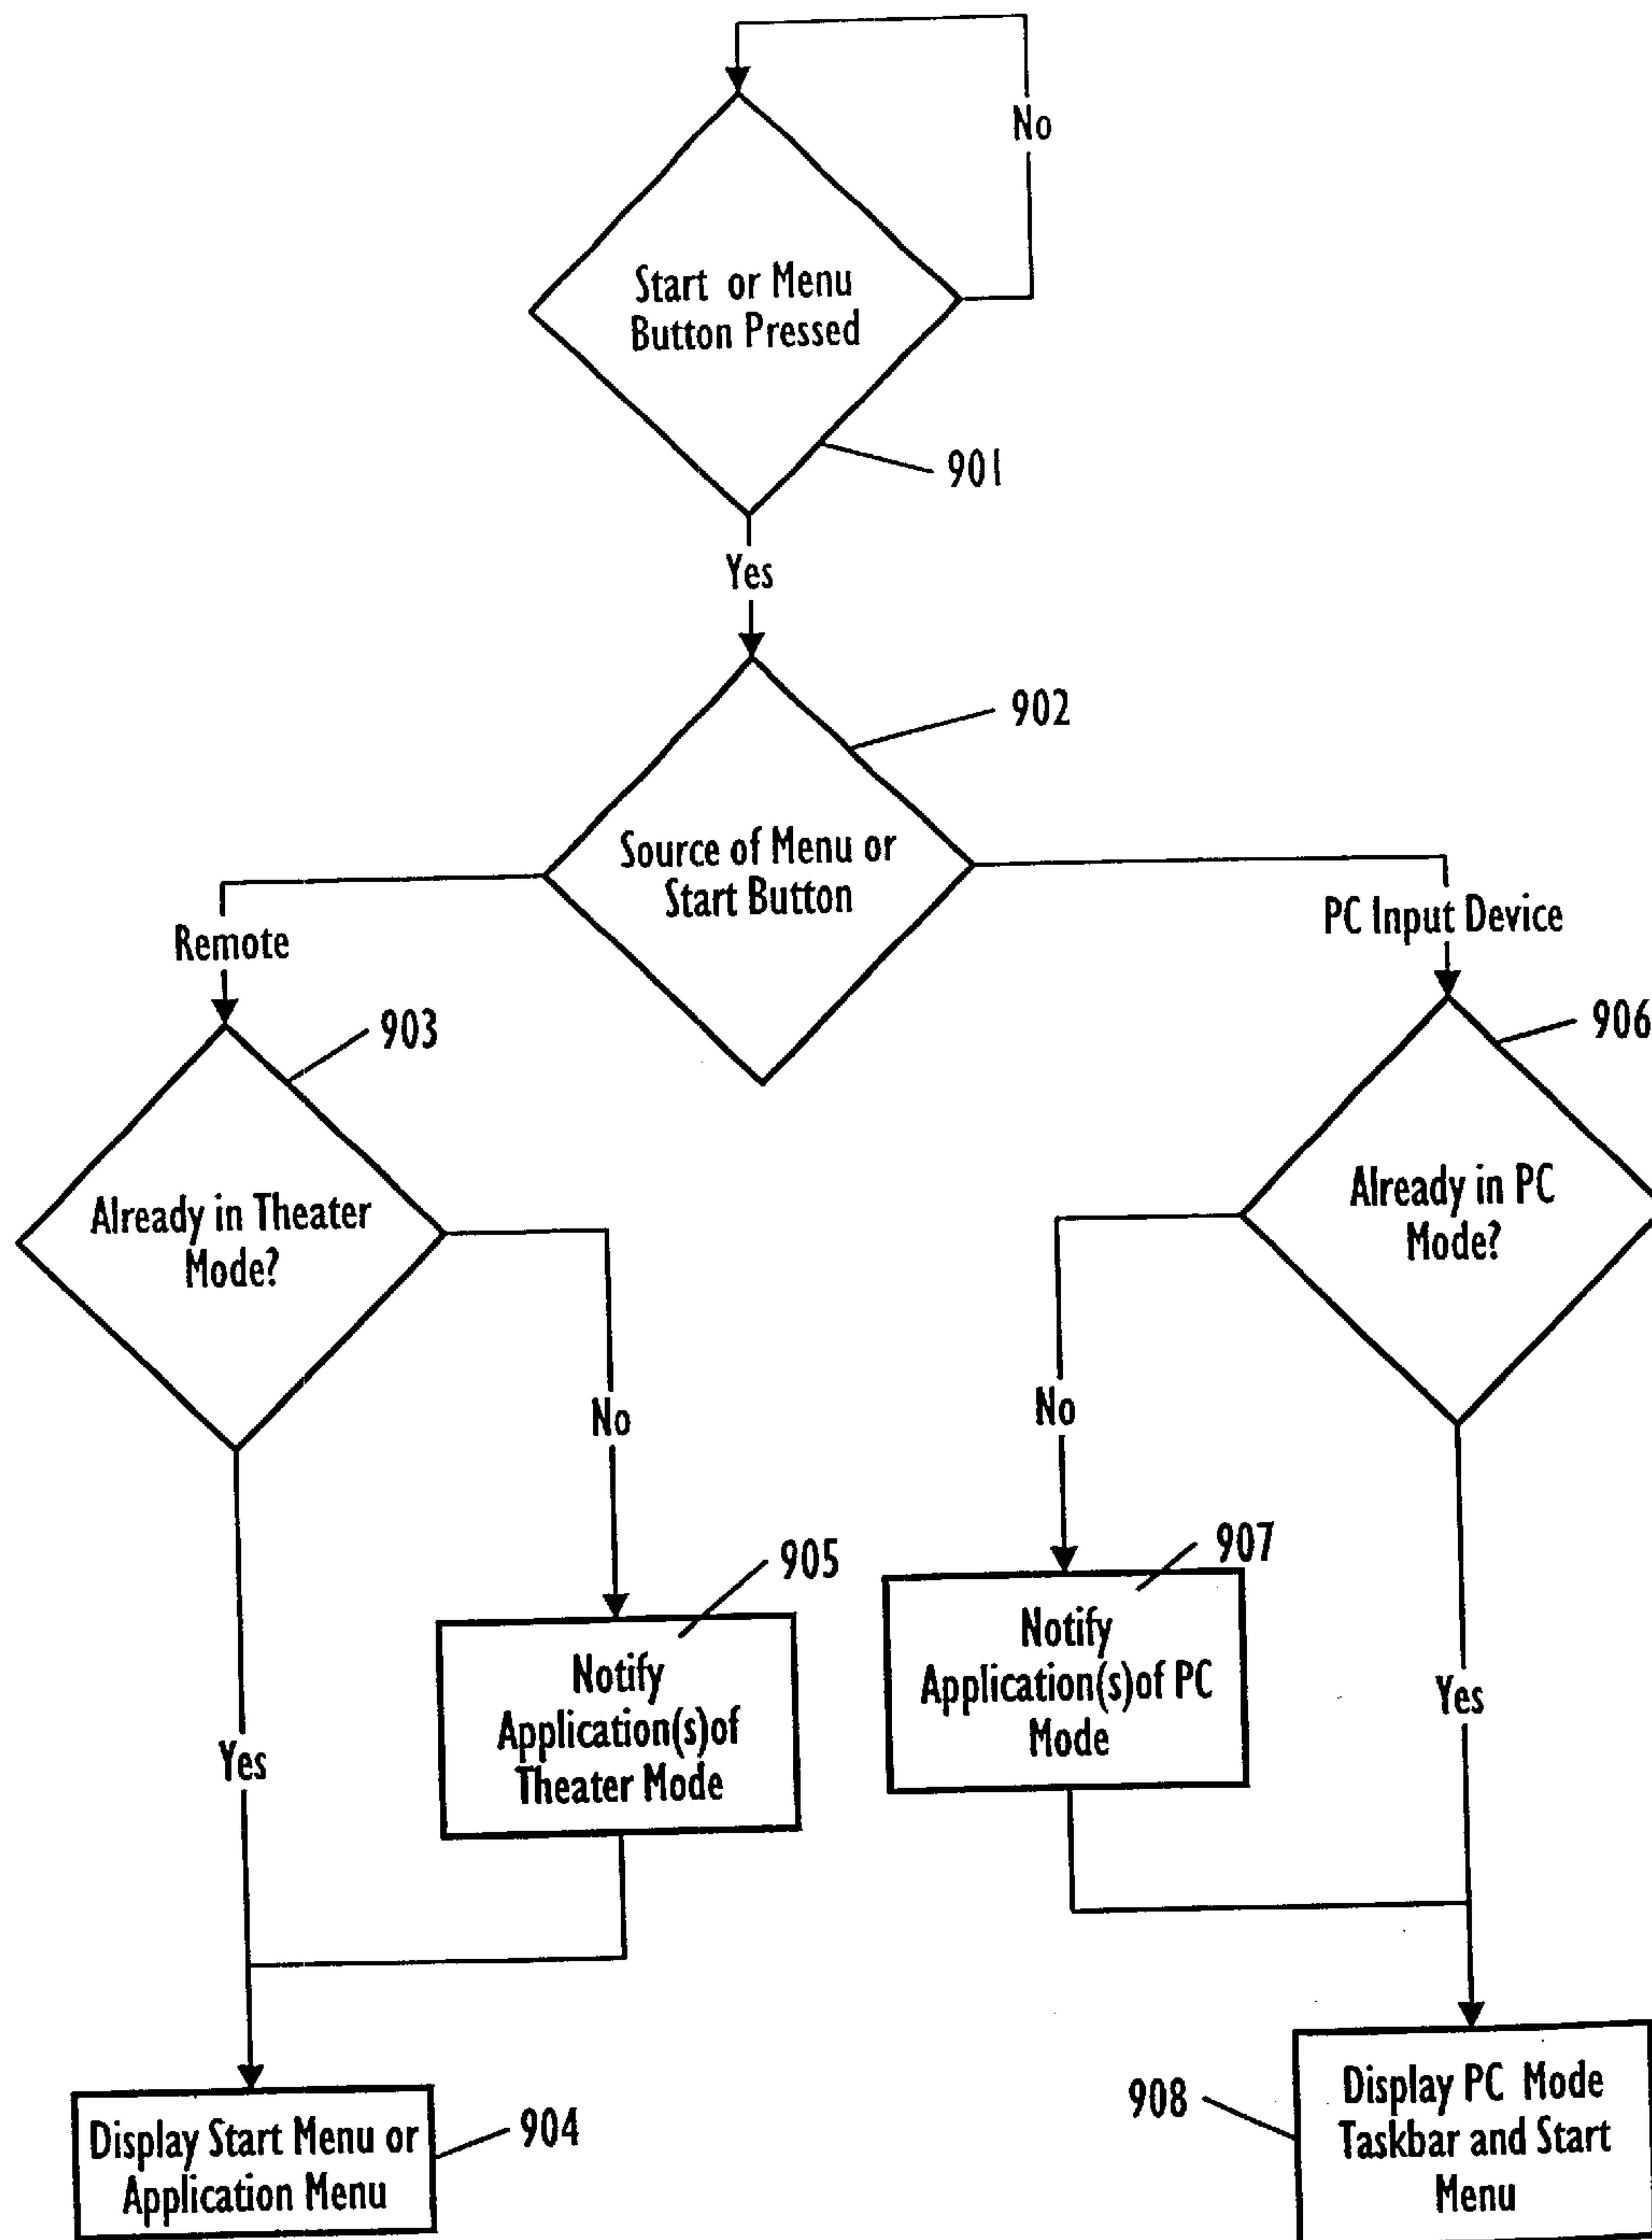 No
Start or Menu
Button Pressed
901
Yes
902
Source of Menu or
Start Button
Remote
PC Input Device
903
906
Already in Theater
Mode?
Already in PC
Mode?
No
No
905
907
Notify
Application(s)of
Theater Mode
Notify
Application(s)of PC
Mode
Yes
Yes
Display Start Menu or
Application Menu
904
908
Display PC Mode
Taskbar and Start
Menu